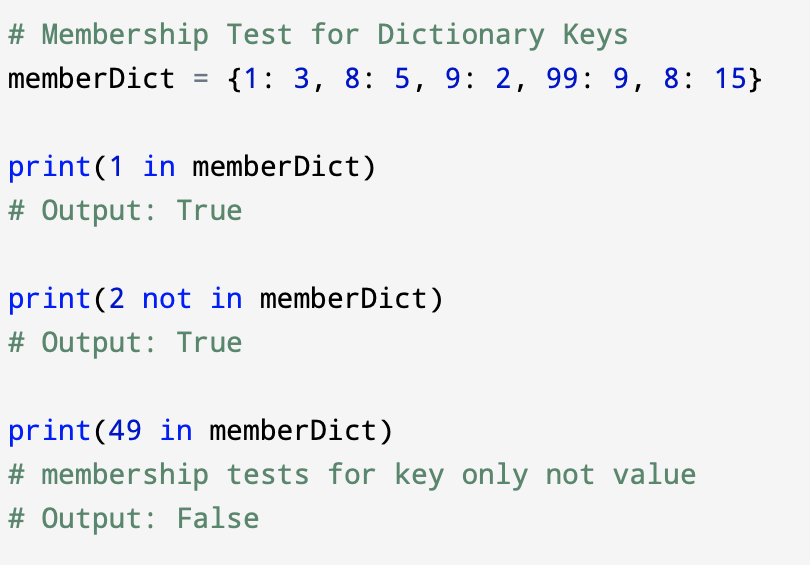 # Membership Test for Dictionary Keys
memberDict = {1: 3, 8: 5, 9: 2, 99: 9, 8: 15}
print(1 in memberDict)
# Output: True
print(2 not in memberDict)
# Output: True
print(49 in memberDict)
# membership tests for key only not value
# Output: False